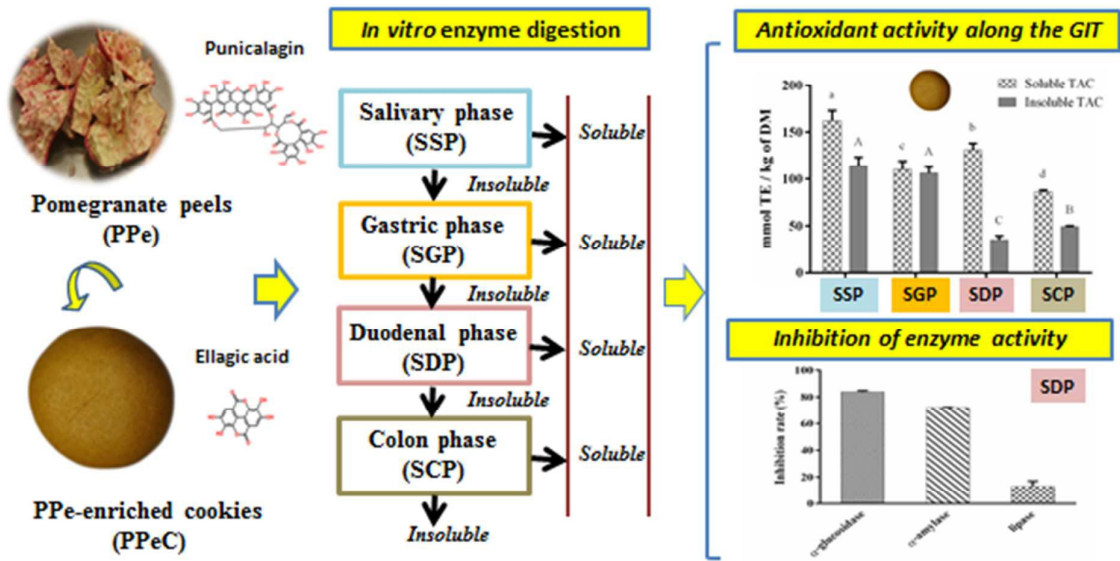 Punicalagin
Pomegranate peels
(PPe)
Ellagic acid
PPe-enriched cookies
(PPeC)
In vitro enzyme digestion
Salivary phase
(SSP)
Soluble
Insoluble
Gastric phase
(SGP)
Soluble
Insoluble
Duodenal phase
(SDP)
Soluble
Insoluble
Colon phase
(SCP)
Soluble
Insoluble
Antioxidant activity along the GIT
Soluble TAC
Insoluble TAC
mmol TE / kg of DM
200
150
100
50
0
a
A
c
A
b
C
d
B
SSP
SGP
SDP
SCP
Inhibition of enzyme activity
SDP
Inhibition rate (%)
80
60
40
20
0
α-glucosidase
α-amylase
lipase